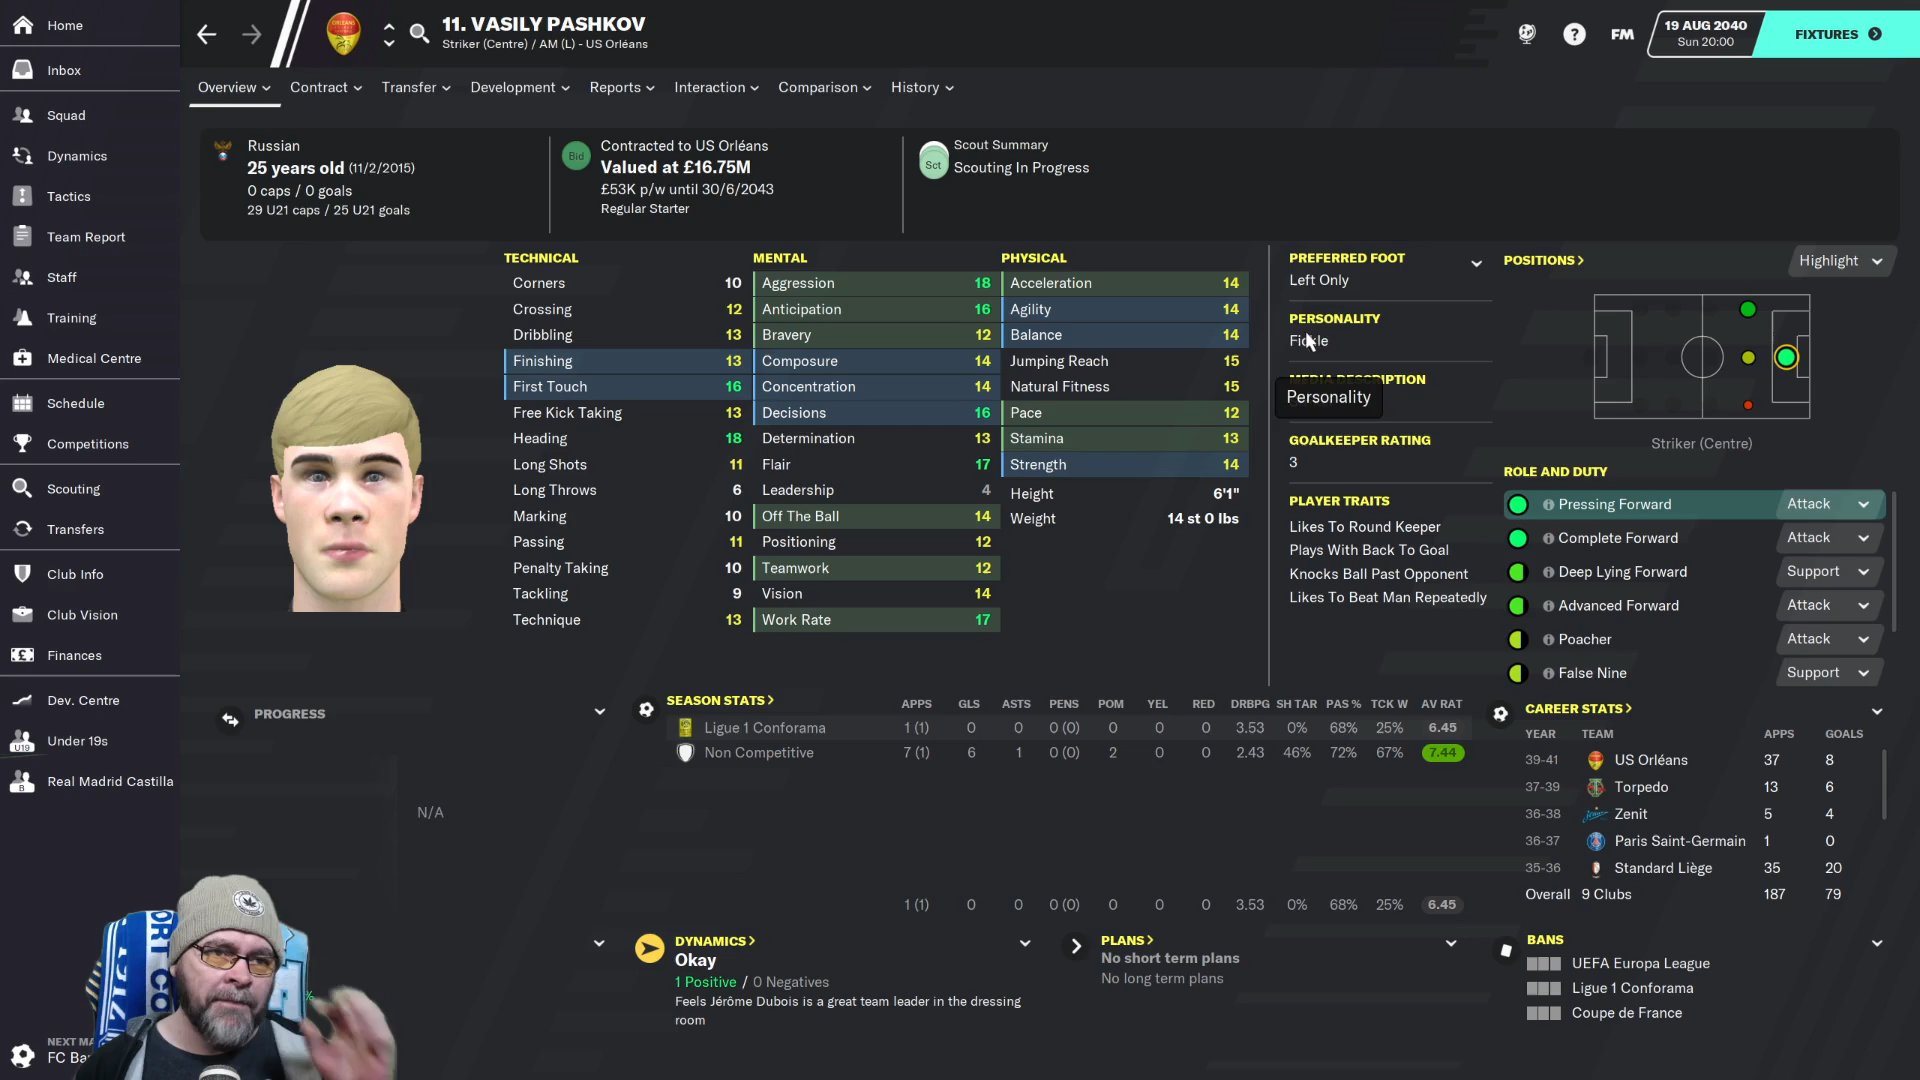 Home
Inbox
Squad
Dynamics
Tactics
Team Report
Staff
Training
Medical Centre
Schedule
Competitions
Scouting
Transfers
Club Info
Club Vision
Finances
Dev. Centre
Under 19s
U19
Real Madrid Castilla
B
11. VASILY PASHKOV
Striker (Centre) / AM (L) - US Orléans
FM
19 AUG 2040
Sun 20:00
FIXTURES
Overview Contract Transfer Development Reports Interaction Comparison History
Russian
25 years old (11/2/2015)
0 caps / 0 goals
29 U21 caps / 25 U21 goals
Bid
Contracted to US Orléans
Valued at £16.75M
£53K p/w until 30/6/2043
Regular Starter
Sct
Scout Summary
Scouting In Progress
TECHNICAL
Corners 10
Crossing 12
Dribbling 13
Finishing 13
First Touch 16
Free Kick Taking 13
Heading 18
Long Shots 11
Long Throws 6
Marking 10
Passing 11
Penalty Taking 10
Tackling 9
Technique 13
MENTAL
Aggression 18
Anticipation 16
Bravery 12
Composure 14
Concentration 14
Decisions 16
Determination 13
Flair 17
Leadership 4
Off The Ball 14
Positioning 12
Teamwork 12
Vision 14
Work Rate 17
PHYSICAL
Acceleration 14
Agility 14
Balance 14
Jumping Reach 15
Natural Fitness 15
Pace 12
Stamina 13
Strength 14
Height 6'1"
Weight 14 st 0 lbs
PREFERRED FOOT
Left Only
PERSONALITY
Fickle
MEDIA DESCRIPTION
Personality
GOALKEEPER RATING
3
PLAYER TRAITS
Likes To Round Keeper
Plays With Back To Goal
Knocks Ball Past Opponent
Likes To Beat Man Repeatedly
POSITIONS
Highlight
Striker (Centre)
ROLE AND DUTY
Pressing Forward Attack
Complete Forward Attack
Deep Lying Forward Support
Advanced Forward Attack
Poacher Attack
False Nine Support
PROGRESS
N/A
SEASON STATS APPS GLS ASTS PENS POM YEL RED DRBPG SH TAR PAS % TCK W AV RAT
Ligue 1 Conforama 1 (1) 0 0 0 (0) 0 0 0 3.53 0% 68% 25% 6.45
Non Competitive 7 (1) 6 1 0 (0) 2 0 0 2.43 46% 72% 67% 7.44
1 (1) 0 0 0 (0) 0 0 0 3.53 0% 68% 25% 6.45
CAREER STATS
YEAR TEAM APPS GOALS
39-41 US Orléans 37 8
37-39 Torpedo 13 6
36-38 Zenit 5 4
36-37 Paris Saint-Germain 1 0
35-36 Standard Liège 35 20
Overall 9 Clubs 187 79
DYNAMICS
Okay
1 Positive / 0 Negatives
Feels Jérôme Dubois is a great team leader in the dressing
room
PLANS
No short term plans
No long term plans
BANS
UEFA Europa League
Ligue 1 Conforama
Coupe de France
%
NEXT
FC